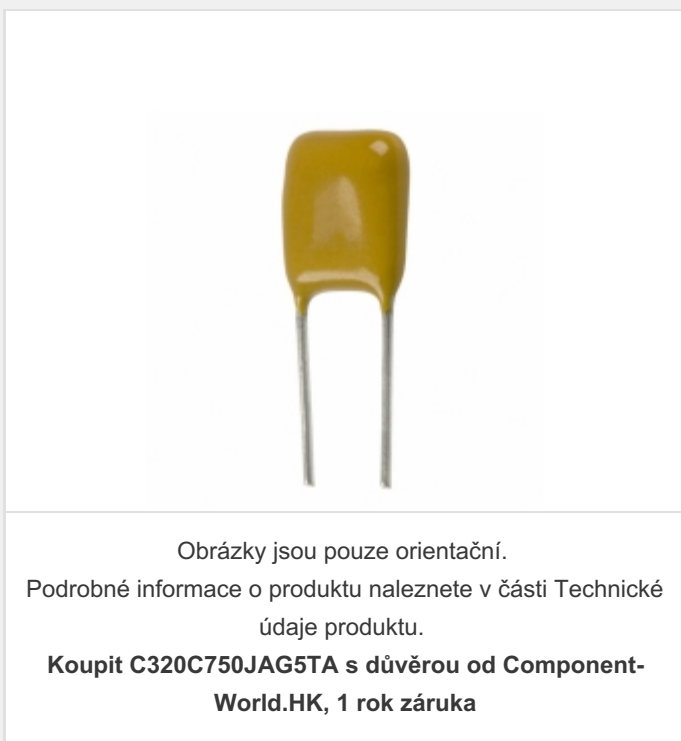 Obrázky jsou pouze orientační.
Podrobné informace o produktu naleznete v části Technické
údaje produktu.
Koupit C320C750JAG5TA s důvěrou od Component-
World.HK, 1 rok záruka